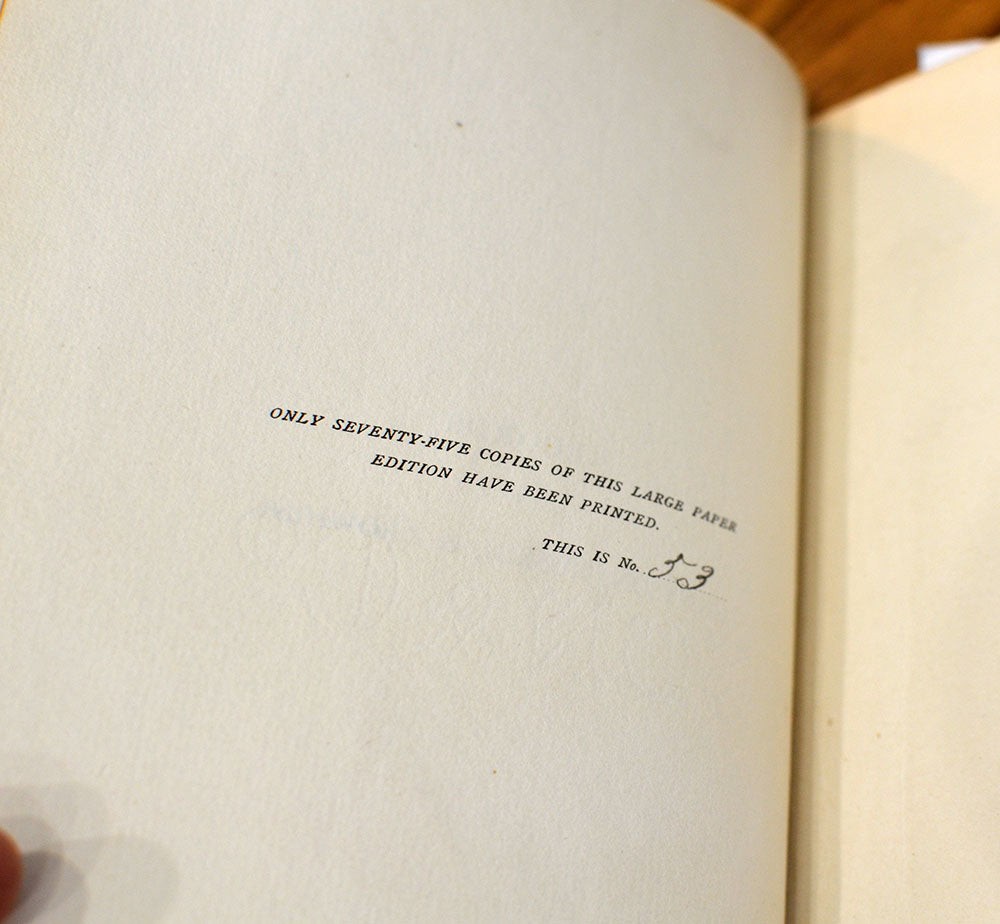 ONLY SEVENTY-FIVE COPIES OF THIS LARGE PAPER
EDITION HAVE BEEN PRINTED.
THIS IS No. 53